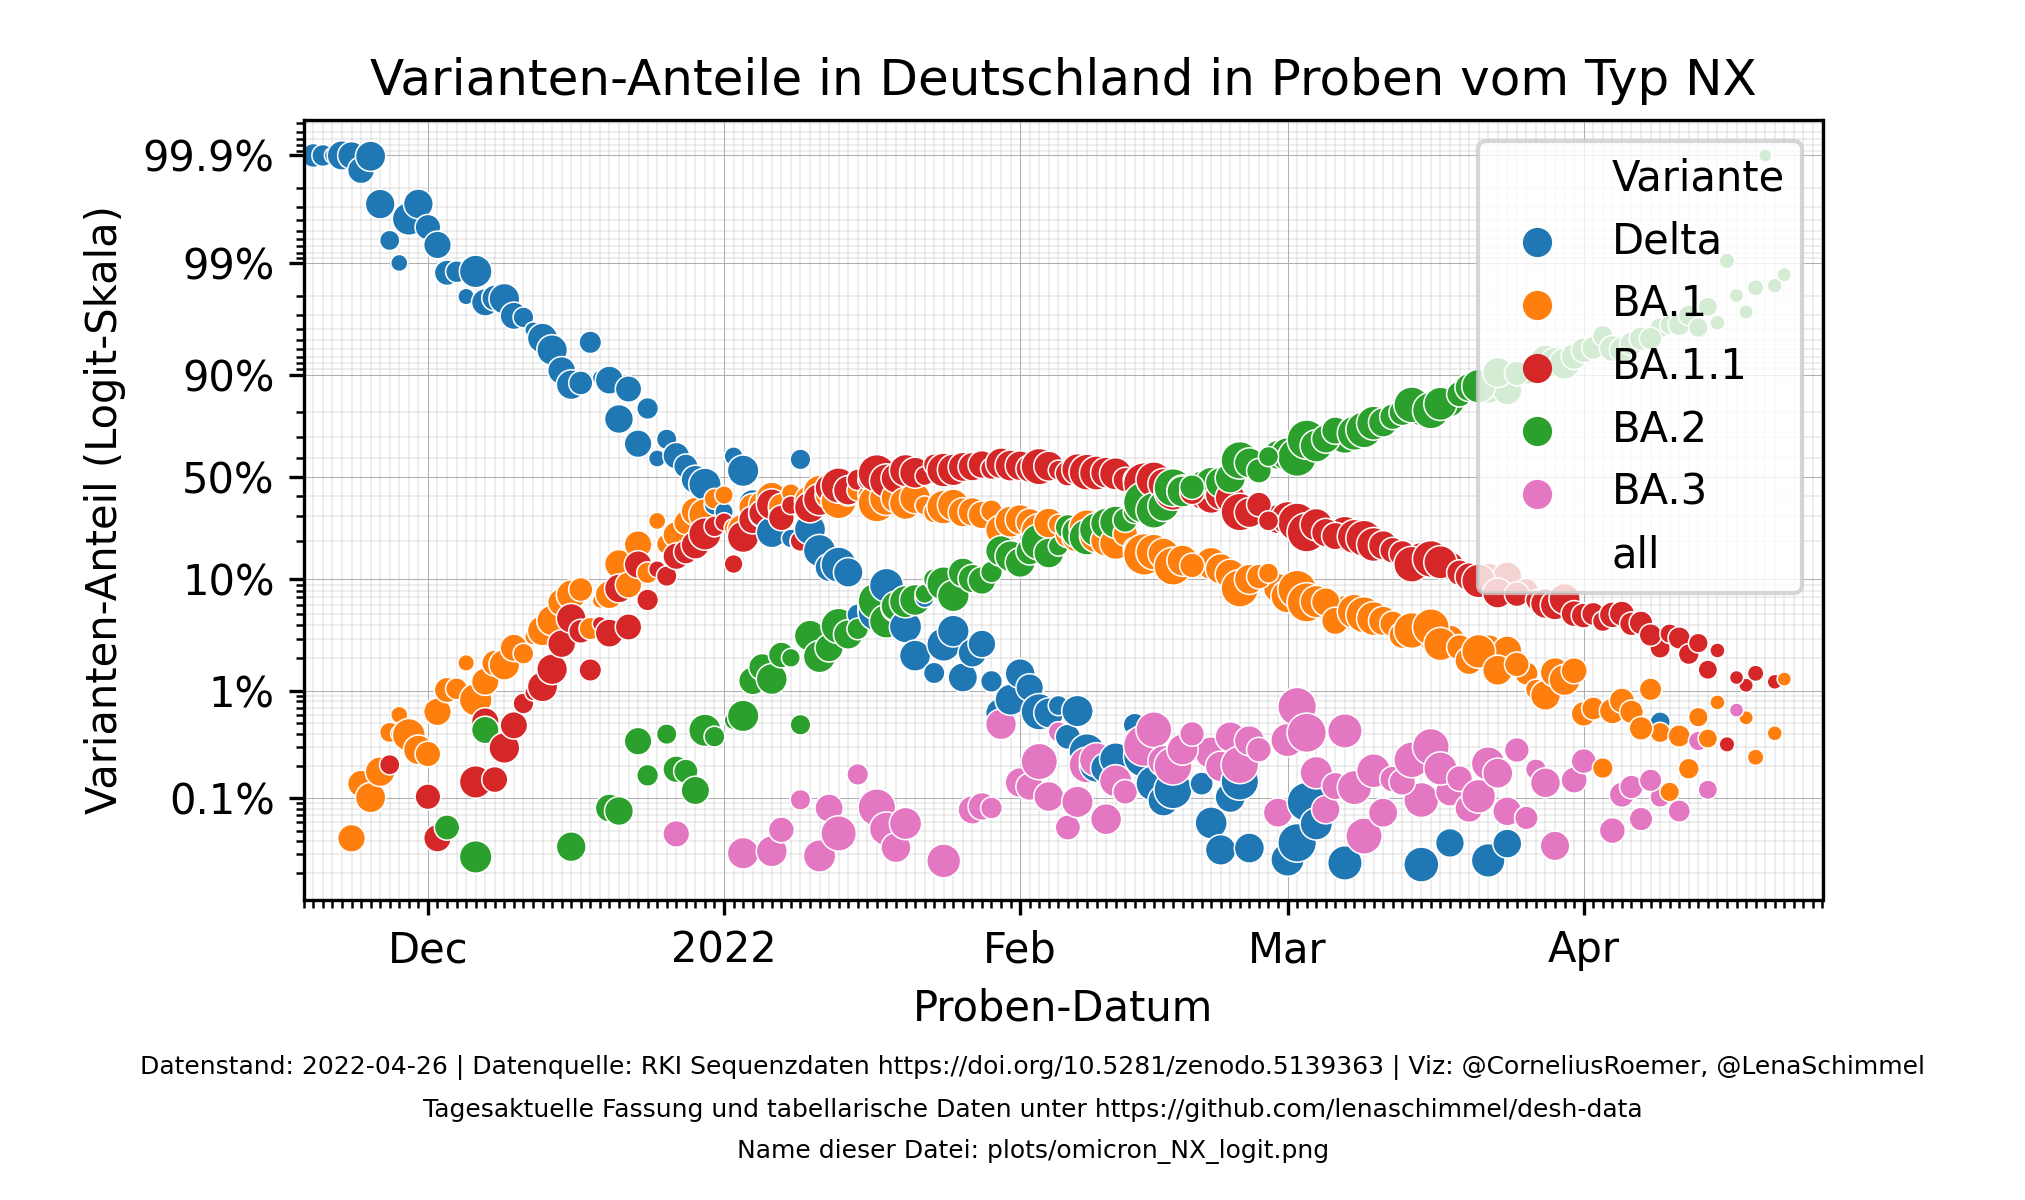 Varianten-Anteile in Deutschland in Proben vom Typ NX
Varianten-Anteil (Logit-Skala)
99.9%
99%
90%
50%
10%
1%
0.1%
Variante
Delta
BA.1
BA.1.1
BA.2
BA.3
all
Dec
2022
Feb
Mar
Apr
Proben-Datum
Datenstand: 2022-04-26 | Datenquelle: RKI Sequenzdaten https://doi.org/10.5281/zenodo.5139363 | Viz: @CorneliusRoemer, @LenaSchimmel
Tagesaktuelle Fassung und tabellarische Daten unter https://github.com/lenaschimmel/desh-data
Name dieser Datei: plots/omicron_NX_logit.png